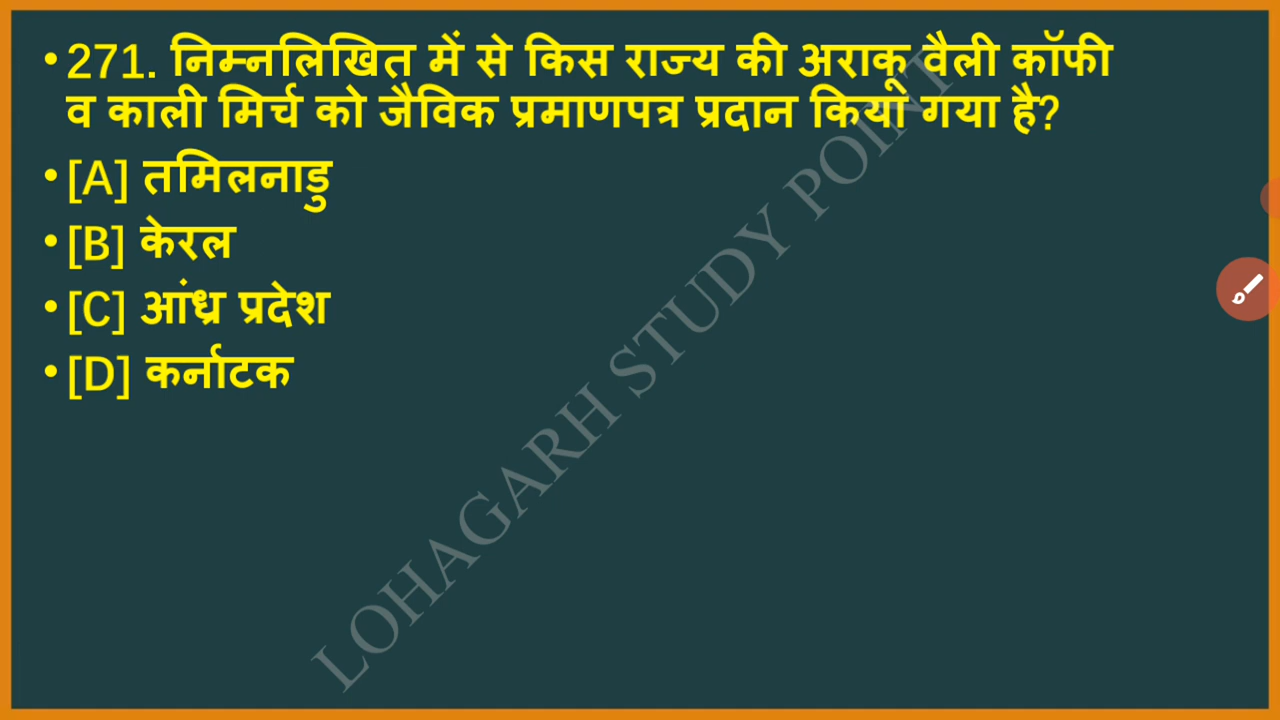 • 271. निम्नलिखित में से किस राज्य की अराकू वैली कॉफी
व काली मिर्च को जैविक प्रमाणपत्र प्रदान किया गया है?
• [A] तमिलनाडु
• [B] केरल
• [C] आंध्र प्रदेश
• [D] कर्नाटक
LOHAGARH STUDY POINT